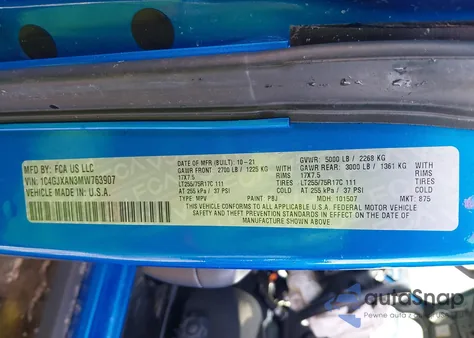 MFD BY: FCA US LLC
VIN: 1C4GJXAN3MW763907
VEHICLE MADE IN: U.S.A.
DATE OF MFR (BUILT) 10-21
GAWR FRONT 2700 LB / 1225 KG
17X7.5
LT255/75R17C 111
AT 255 kPa / 37 PSI
TYPE MPV PAINT PBJ
GVWR: 5000 LB / 2268 KG
GAWR REAR: 3000 LB / 1361 KG
RIMS 17X7.5 RIMS
TIRES LT255/75R17C 111 TIRES
COLD AT 255 kPa / 37 PSI COLD
MDH: 101507 MKT: 875
THIS VEHICLE CONFORMS TO ALL APPLICABLE U.S.A. FEDERAL MOTOR VEHICLE
SAFETY AND THEFT PREVENTION STANDARDS IN EFFECT ON THE DATE OF
MANUFACTURE SHOWN ABOVE.
autoSnap
Pewne auta z